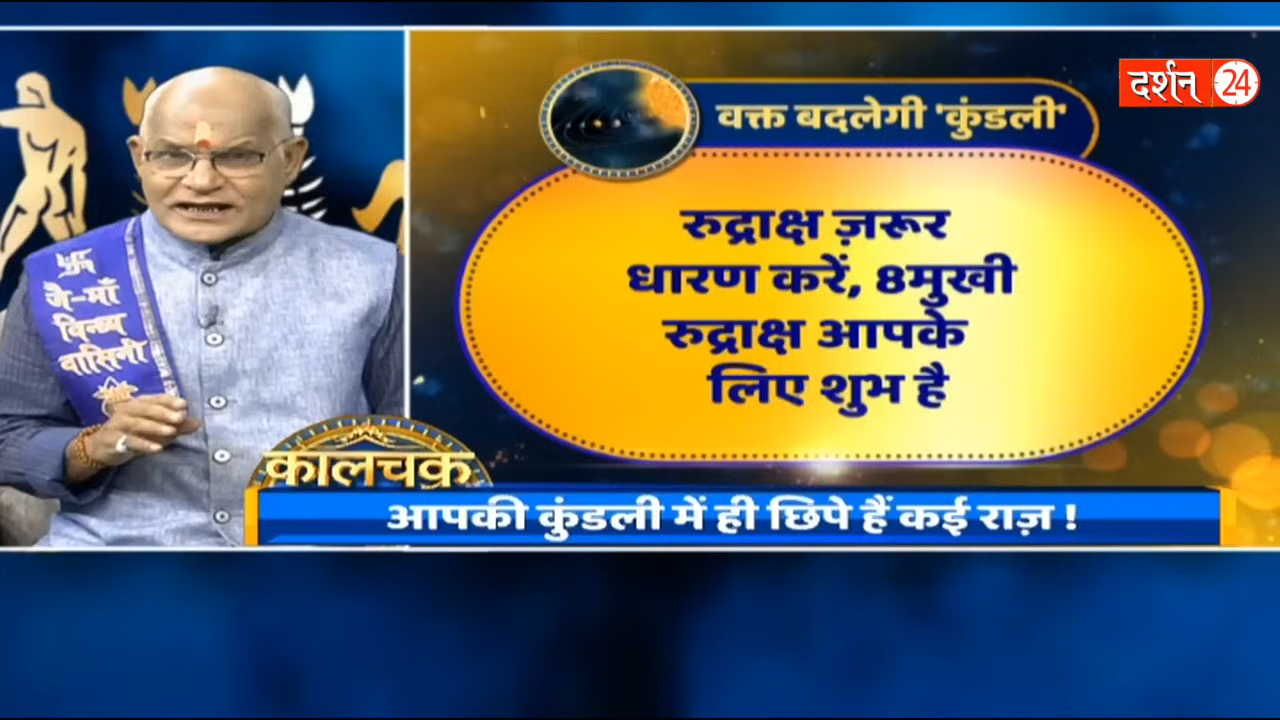 दर्शन 24
वक्त बदलेगी 'कुंडली'
रुद्राक्ष ज़रूर
धारण करें, 8मुखी
रुद्राक्ष आपके
लिए शुभ है
जै-माँ
विन्ध्य
वासिनी
कालचक्र
आपकी कुंडली में ही छिपे हैं कई राज़ !